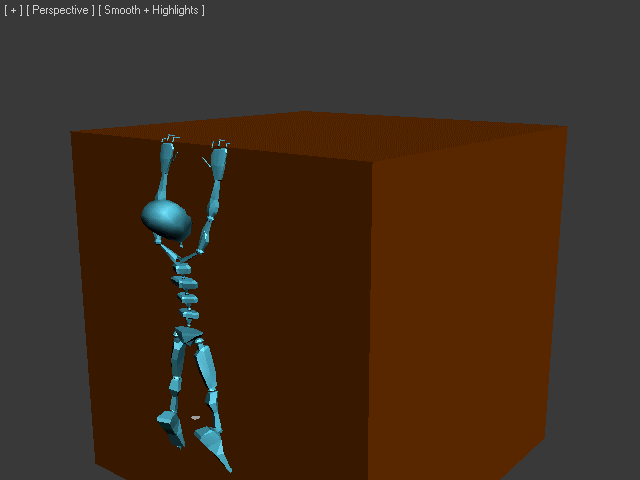 [ + ] [ Perspective ] [ Smooth + Highlights ]